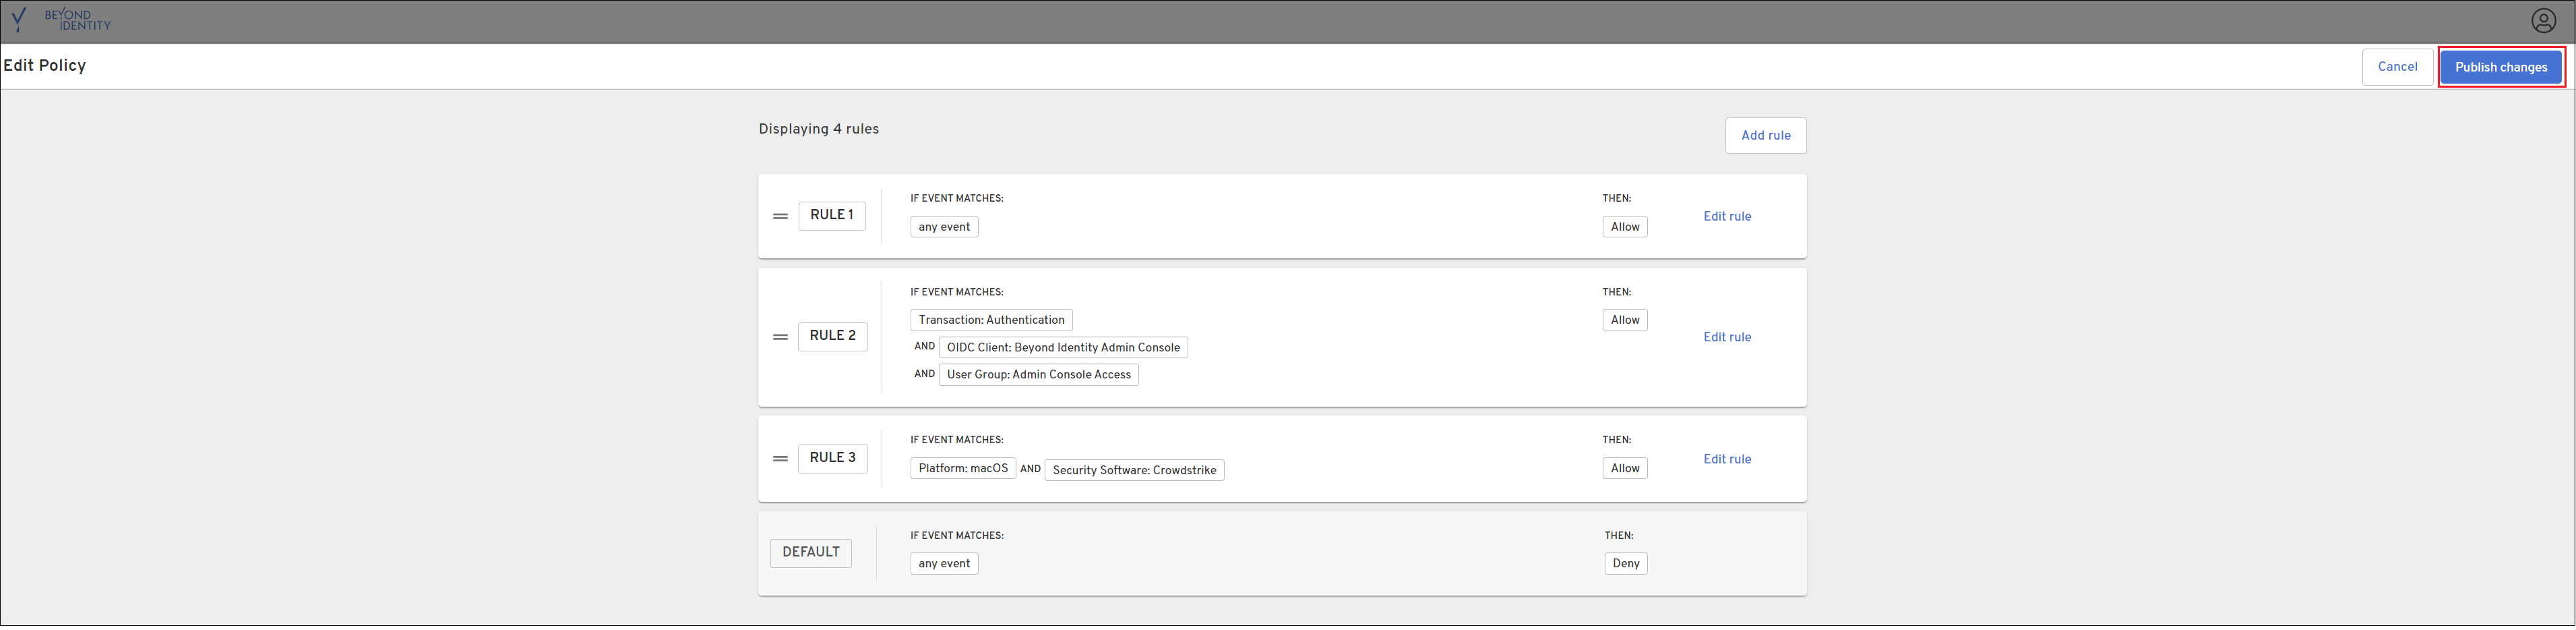 BEYOND
IDENTITY
Edit Policy
Cancel
Publish changes
Displaying 4 rules
Add rule
RULE 1
IF EVENT MATCHES:
any event
THEN:
Allow
Edit rule
RULE 2
IF EVENT MATCHES:
Transaction: Authentication
AND OIDC Client: Beyond Identity Admin Console
AND User Group: Admin Console Access
THEN:
Allow
Edit rule
RULE 3
IF EVENT MATCHES:
Platform: macOS AND Security Software: Crowdstrike
THEN:
Allow
Edit rule
DEFAULT
IF EVENT MATCHES:
any event
THEN:
Deny